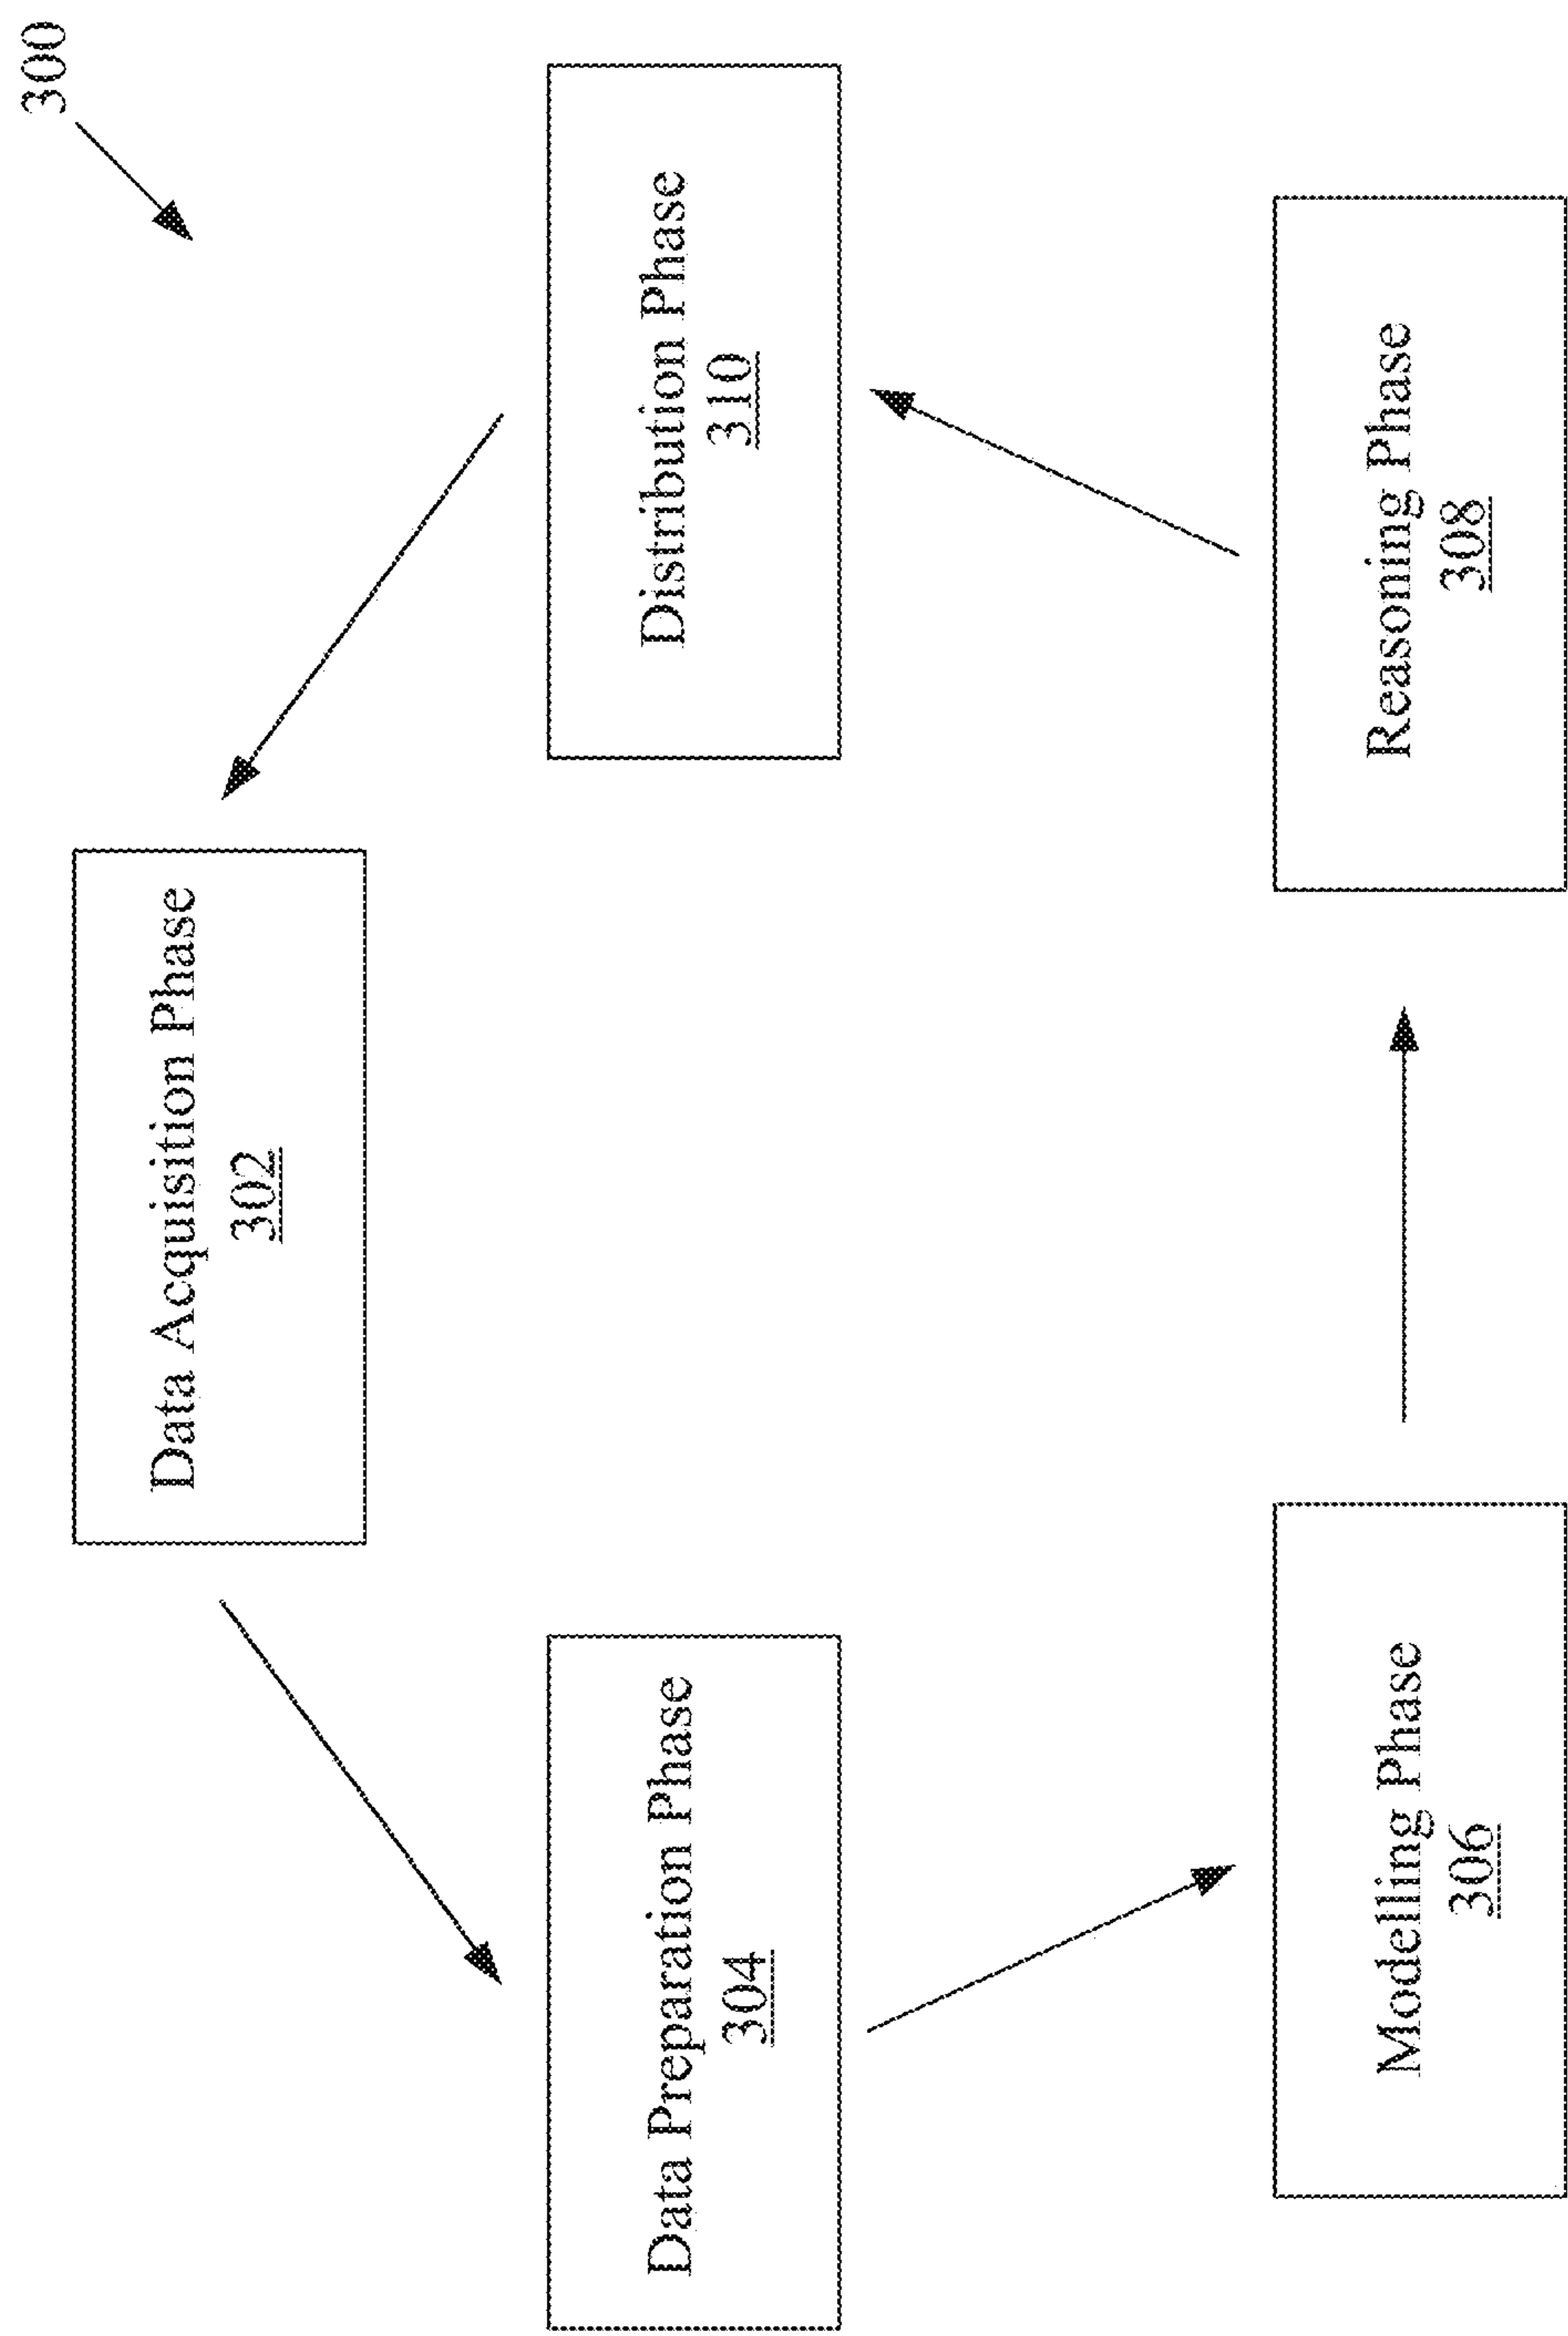 300
Data Acquisition Phase
302
Data Preparation Phase
304
Distribution Phase
310
Modelling Phase
306
Reasoning Phase
308